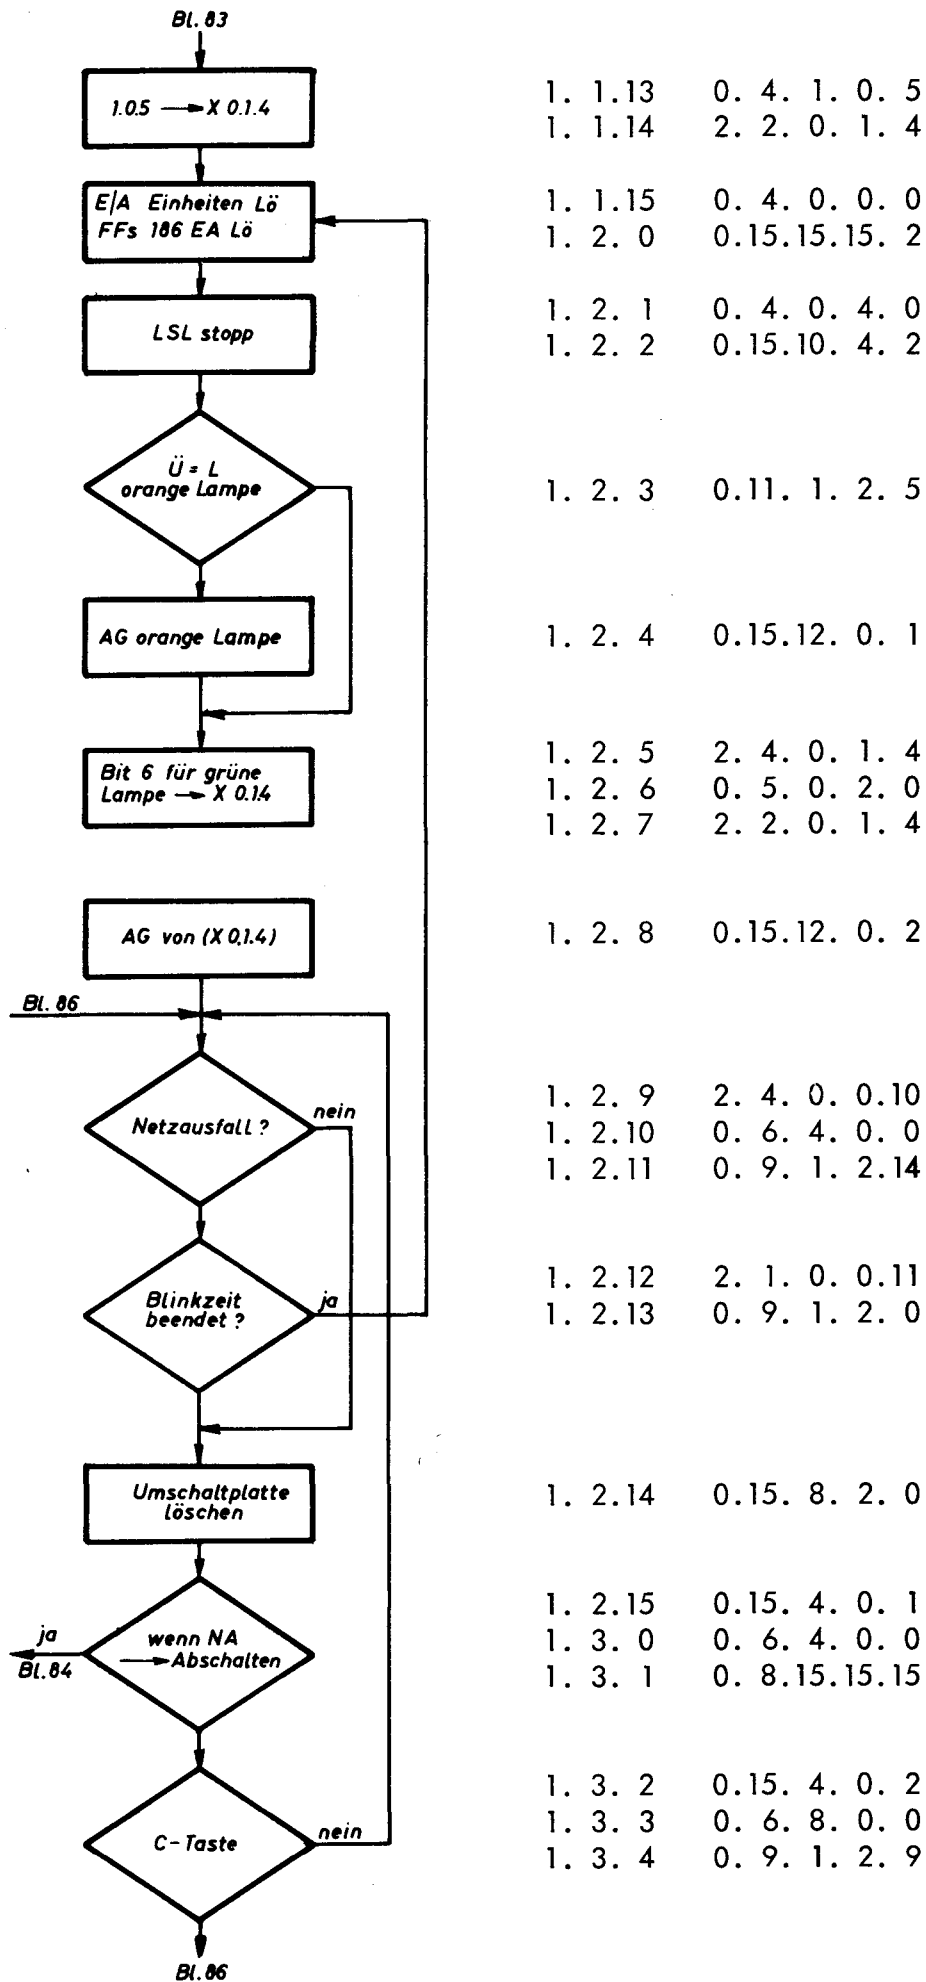 Bl. 83
1.0.5 → X 0.1.4
1. 1.13 0. 4. 1. 0. 5
1. 1.14 2. 2. 0. 1. 4
E/A Einheiten Lö
FFs 186 EA Lö
1. 1.15 0. 4. 0. 0. 0
1. 2. 0 0.15.15.15. 2
LSL stopp
1. 2. 1 0. 4. 0. 4. 0
1. 2. 2 0.15.10. 4. 2
Ü = L
orange Lampe
1. 2. 3 0.11. 1. 2. 5
AG orange Lampe
1. 2. 4 0.15.12. 0. 1
Bit 6 für grüne
Lampe → X 0.1.4
1. 2. 5 2. 4. 0. 1. 4
1. 2. 6 0. 5. 0. 2. 0
1. 2. 7 2. 2. 0. 1. 4
AG von (X 0.1.4)
1. 2. 8 0.15.12. 0. 2
Bl. 86
Netzausfall ?
nein
1. 2. 9 2. 4. 0. 0.10
1. 2.10 0. 6. 4. 0. 0
1. 2.11 0. 9. 1. 2.14
Blinkzeit
beendet ?
ja
1. 2.12 2. 1. 0. 0.11
1. 2.13 0. 9. 1. 2. 0
Umschaltplatte
löschen
1. 2.14 0.15. 8. 2. 0
ja
Bl. 84
wenn NA
→ Abschalten
1. 2.15 0.15. 4. 0. 1
1. 3. 0 0. 6. 4. 0. 0
1. 3. 1 0. 8.15.15.15
C-Taste
nein
1. 3. 2 0.15. 4. 0. 2
1. 3. 3 0. 6. 8. 0. 0
1. 3. 4 0. 9. 1. 2. 9
Bl. 86